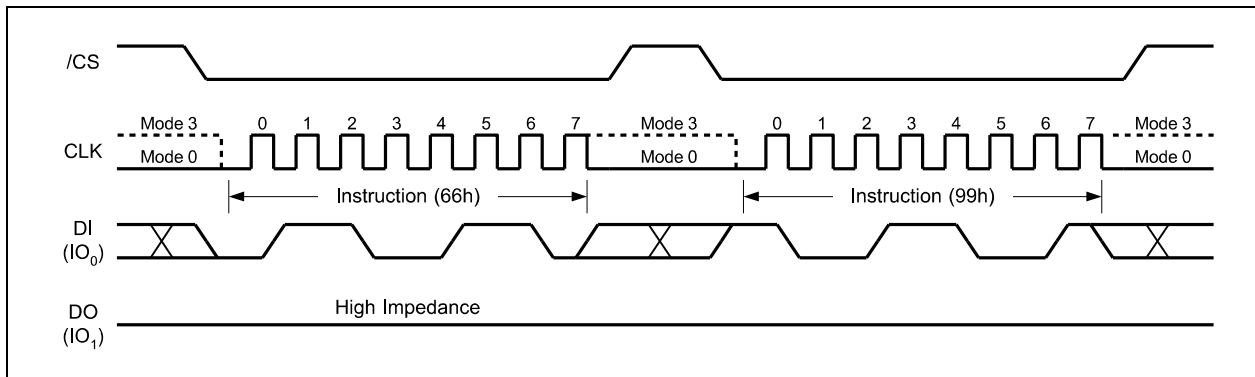 /CS
Mode 3 0 1 2 3 4 5 6 7 Mode 3 0 1 2 3 4 5 6 7 Mode 3
CLK Mode 0 Mode 0 Mode 0
Instruction (66h) Instruction (99h)
DI
(IO₀)
High Impedance
DO
(IO₁)